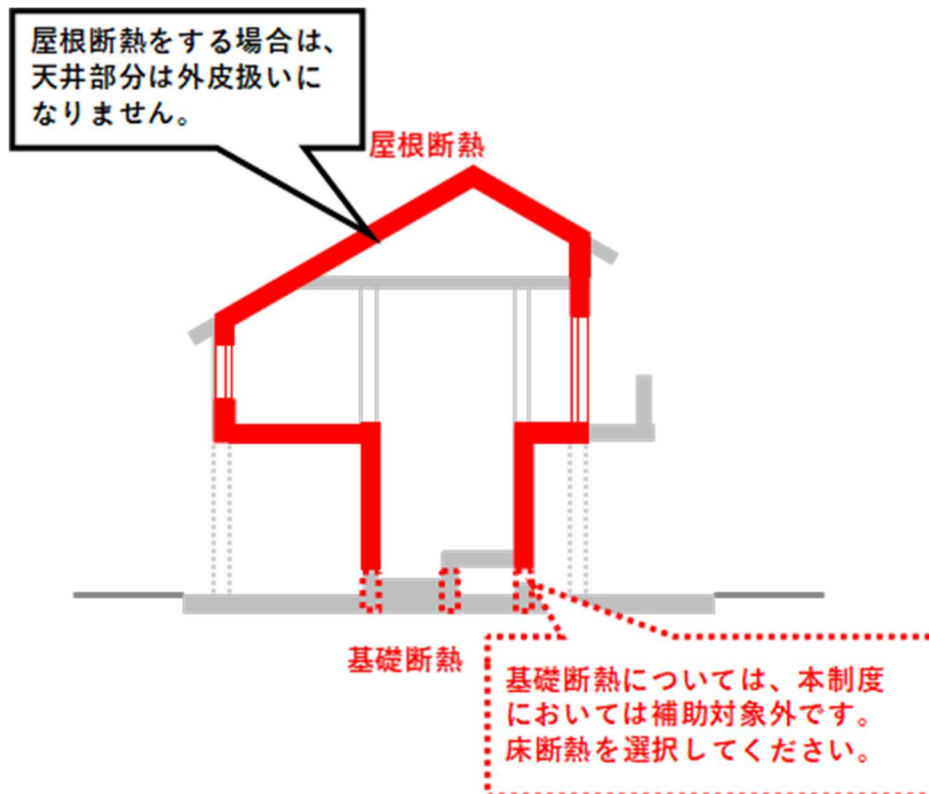 屋根断熱をする場合は、
天井部分は外皮扱いに
なりません。
屋根断熱
基礎断熱
基礎断熱については、本制度
においては補助対象外です。
床断熱を選択してください。